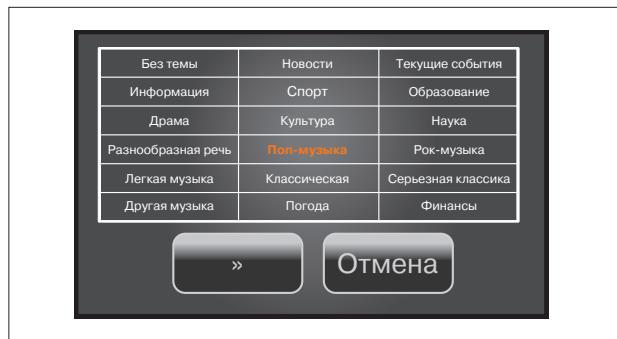 Без темы Новости Текущие события
Информация Спорт Образование
Драма Культура Наука
Разнообразная речь Поп-музыка Рок-музыка
Легкая музыка Классическая Серьезная классика
Другая музыка Погода Финансы
» Отмена